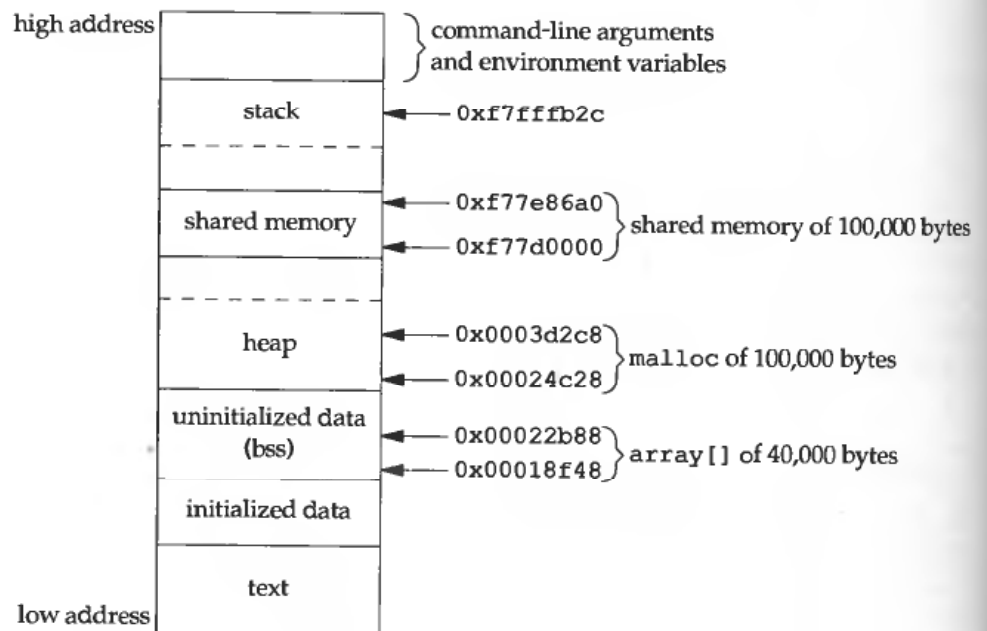 high address
command-line arguments
and environment variables
stack
0xf7fffb2c
0xf77e86a0
shared memory
shared memory of 100,000 bytes
0xf77d0000
0x0003d2c8
heap
malloc of 100,000 bytes
0x00024c28
uninitialized data
(bss)
0x00022b88
array[] of 40,000 bytes
0x00018f48
initialized data
text
low address